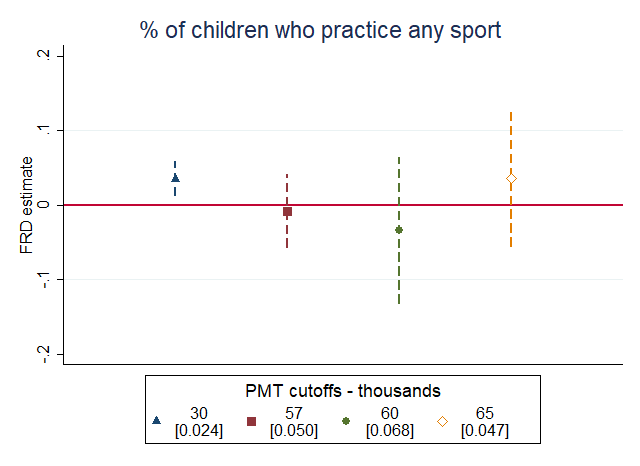 % of children who practice any sport
FRD estimate
.2
.1
0
-.1
-.2
PMT cutoffs - thousands
30 57 60 65
[0.024] [0.050] [0.068] [0.047]